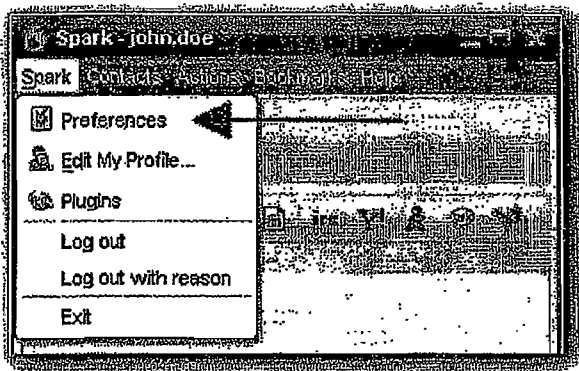 Spark - john.doe
Spark Contacts Actions Bookmarks Help
Preferences
Edit My Profile...
Plugins
Log out
Log out with reason
Exit